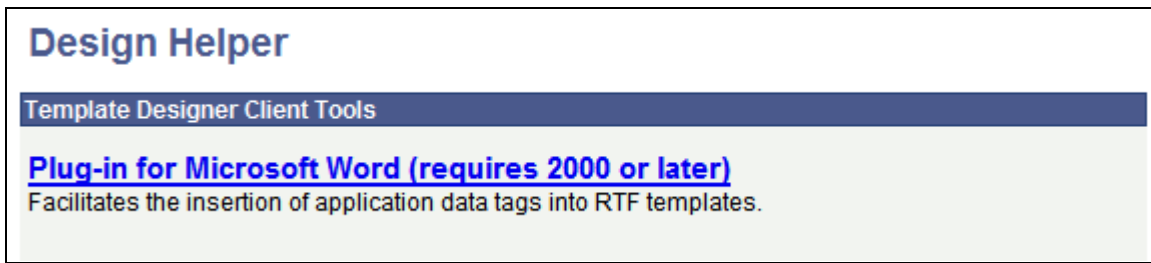 Design Helper
Template Designer Client Tools
Plug-in for Microsoft Word (requires 2000 or later)
Facilitates the insertion of application data tags into RTF templates.